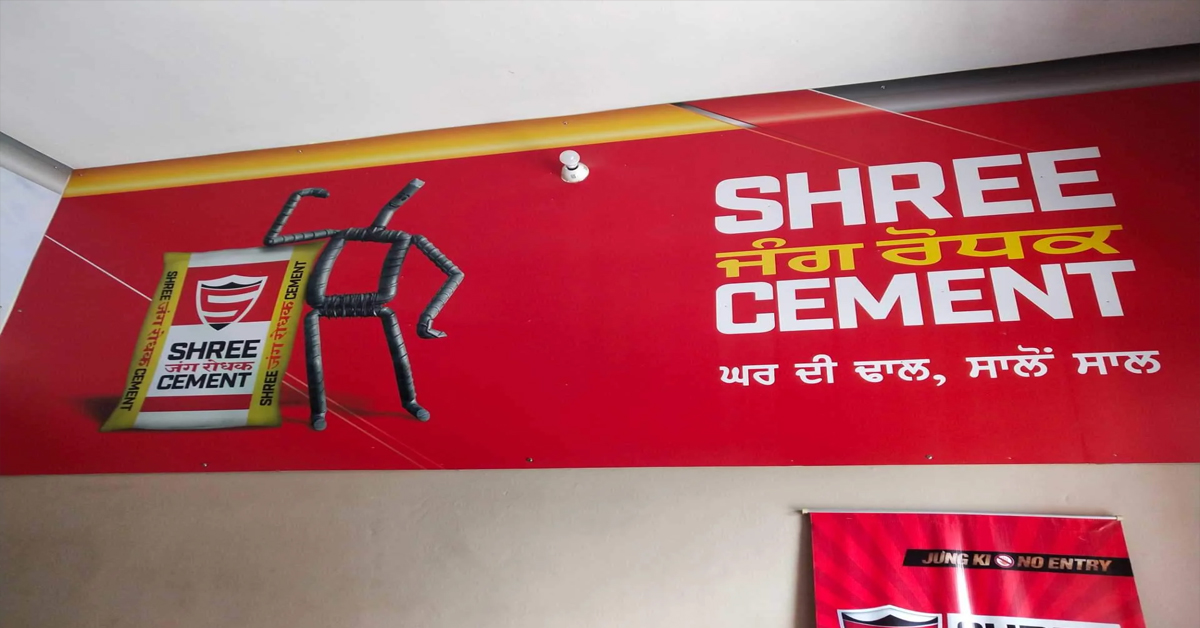 SHREE
ਜੰਗ ਰੋਧਕ
CEMENT
ਘਰ ਦੀ ਢਾਲ, ਸਾਲੋਂ ਸਾਲ
SHREE जंग रोधक CEMENT
SHREE
जंग रोधक
CEMENT
SHREE जंग रोधक CEMENT
JUNG KI NO ENTRY